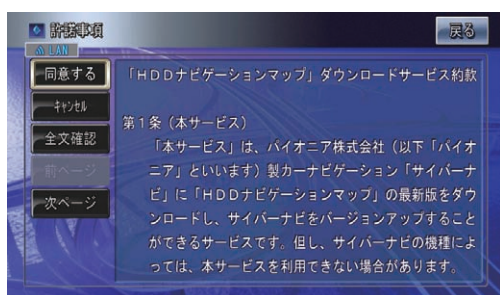 許諾事項
戻る
LAN
同意する
キャンセル
全文確認
前ページ
次ページ
「HDDナビゲーションマップ」ダウンロードサービス約款
第1条（本サービス）
「本サービス」は、パイオニア株式会社（以下「パイオ
ニア」といいます）製カーナビゲーション「サイバーナ
ビ」に「HDDナビゲーションマップ」の最新版をダウ
ンロードし、サイバーナビをバージョンアップすること
ができるサービスです。但し、サイバーナビの機種によ
っては、本サービスを利用できない場合があります。